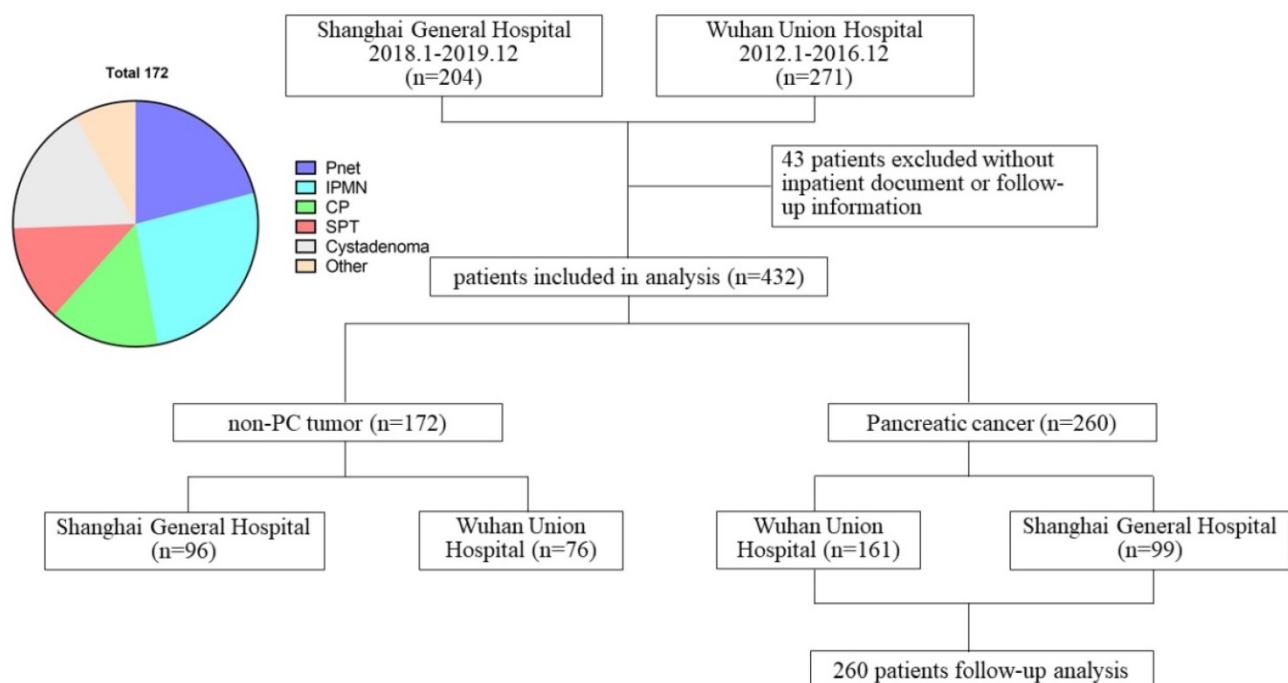 Shanghai General Hospital
2018.1-2019.12
(n=204)
Wuhan Union Hospital
2012.1-2016.12
(n=271)
Total 172
Pnet
IPMN
CP
SPT
Cystadenoma
Other
43 patients excluded without
inpatient document or follow-
up information
patients included in analysis (n=432)
non-PC tumor (n=172)
Pancreatic cancer (n=260)
Shanghai General Hospital
(n=96)
Wuhan Union
Hospital (n=76)
Wuhan Union
Hospital (n=161)
Shanghai General Hospital
(n=99)
260 patients follow-up analysis